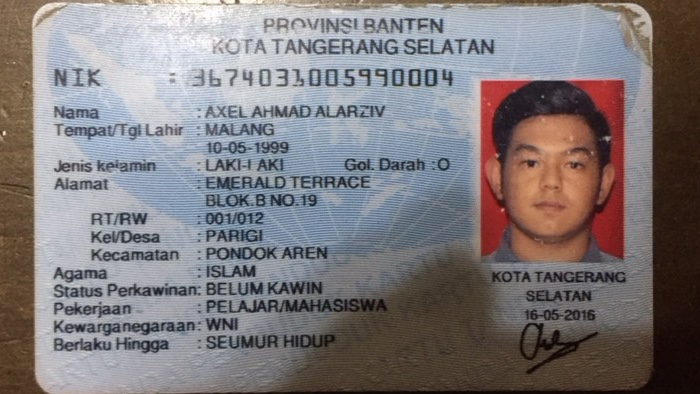 PROVINSI BANTEN
KOTA TANGERANG SELATAN
NIK : 3674031005990004
Nama : AXEL AHMAD ALARZIV
Tempat/Tgl Lahir : MALANG
10-05-1999
Jenis kelamin : LAKI-LAKI Gol. Darah :O
Alamat : EMERALD TERRACE
BLOK.B NO.19
RT/RW : 001/012
Kel/Desa : PARIGI
Kecamatan : PONDOK AREN
Agama : ISLAM
Status Perkawinan: BELUM KAWIN
Pekerjaan : PELAJAR/MAHASISWA
Kewarganegaraan: WNI
Berlaku Hingga : SEUMUR HIDUP
KOTA TANGERANG
SELATAN
16-05-2016